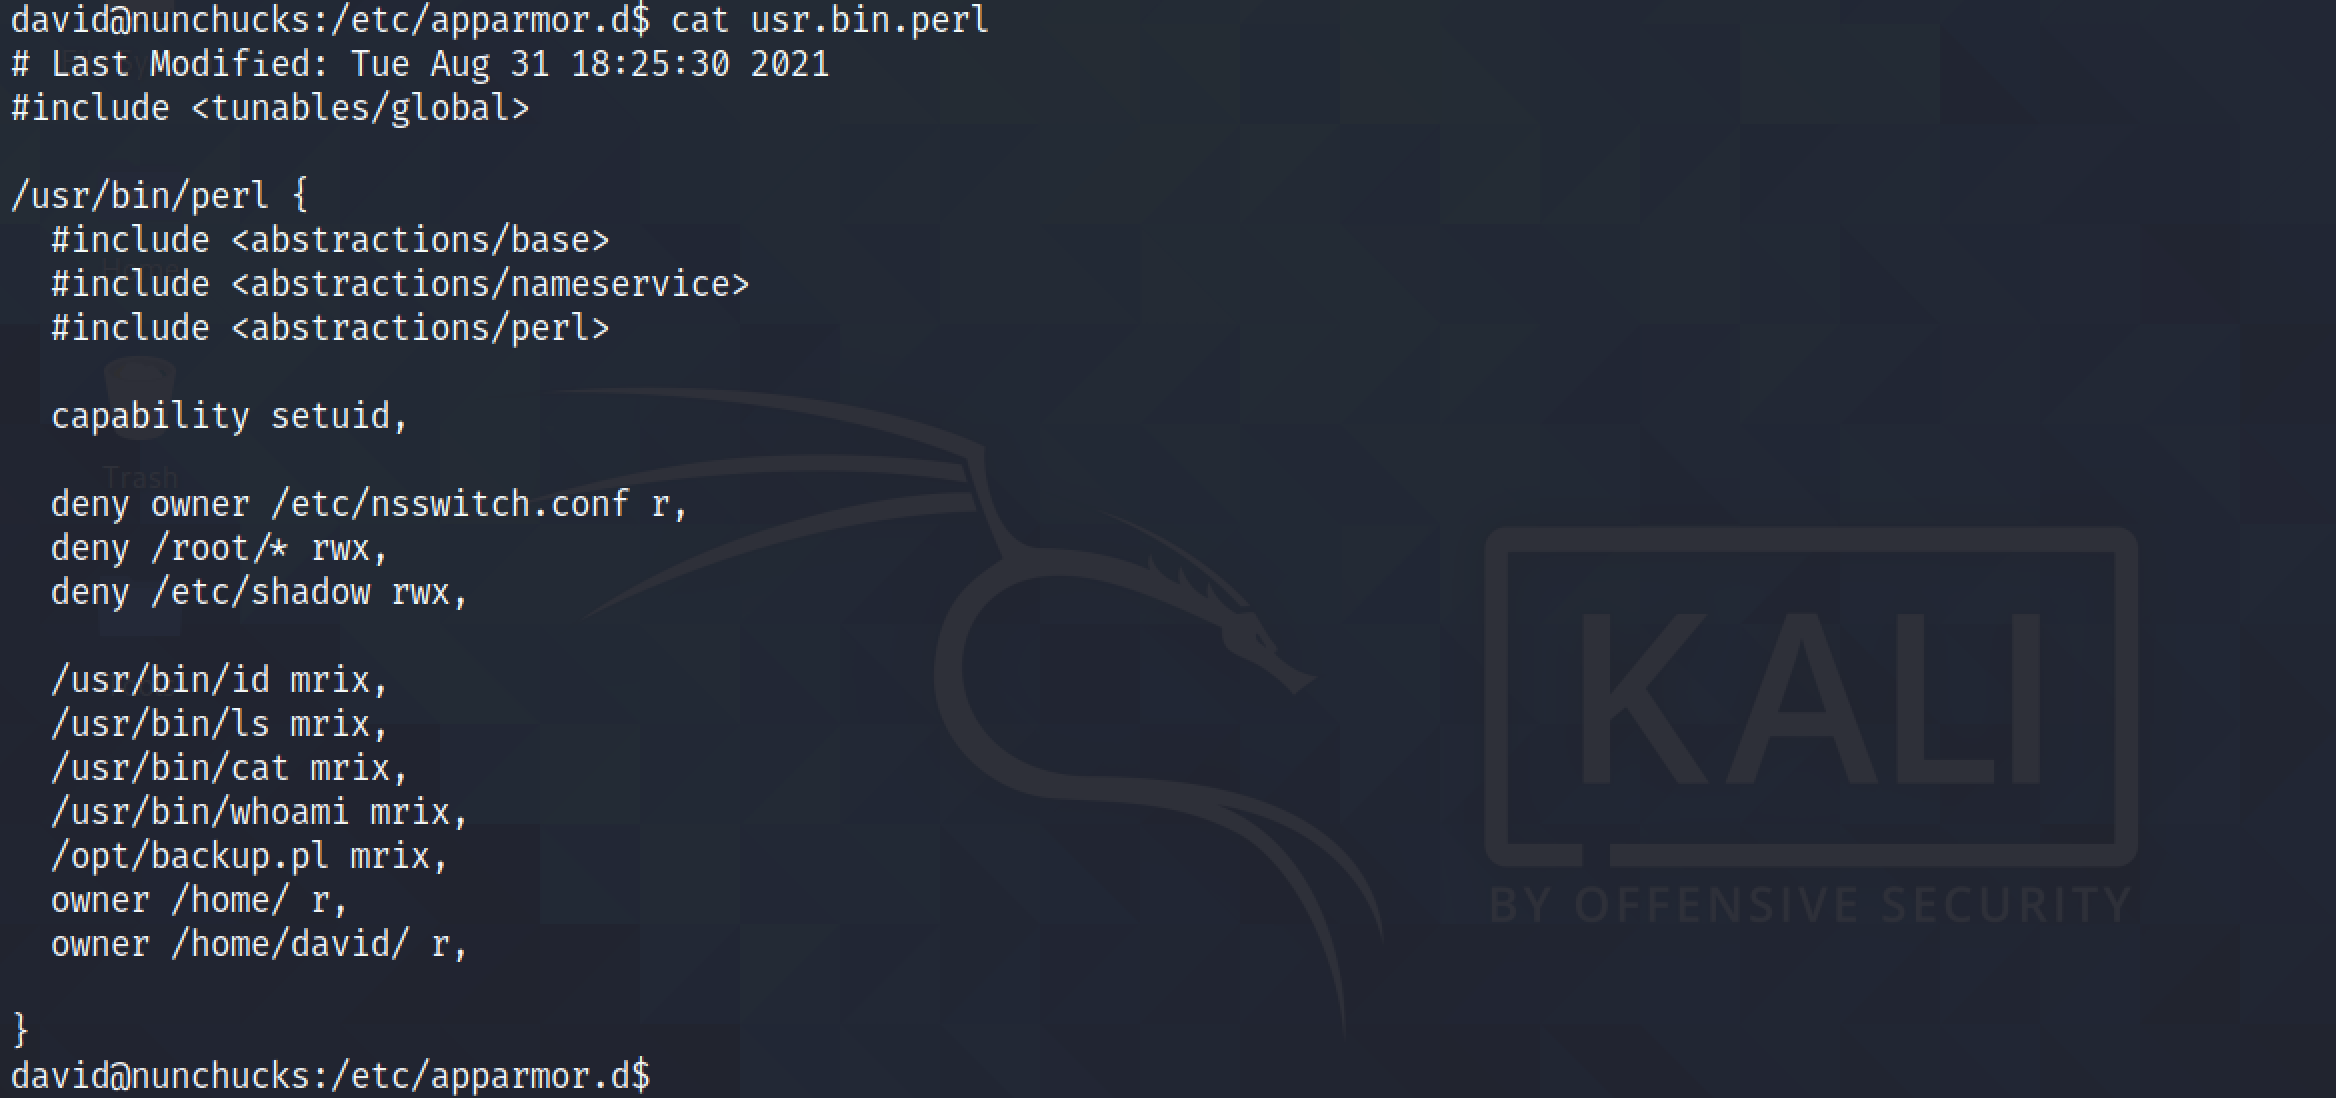 david@nunchucks:/etc/apparmor.d$ cat usr.bin.perl
# Last Modified: Tue Aug 31 18:25:30 2021
#include <tunables/global>
/usr/bin/perl {
  #include <abstractions/base>
  #include <abstractions/nameservice>
  #include <abstractions/perl>
  capability setuid,
  deny owner /etc/nsswitch.conf r,
  deny /root/* rwx,
  deny /etc/shadow rwx,
  /usr/bin/id mrix,
  /usr/bin/ls mrix,
  /usr/bin/cat mrix,
  /usr/bin/whoami mrix,
  /opt/backup.pl mrix,
  owner /home/ r,
  owner /home/david/ r,
}
david@nunchucks:/etc/apparmor.d$
Home
Trash
KALI
BY OFFENSIVE SECURITY